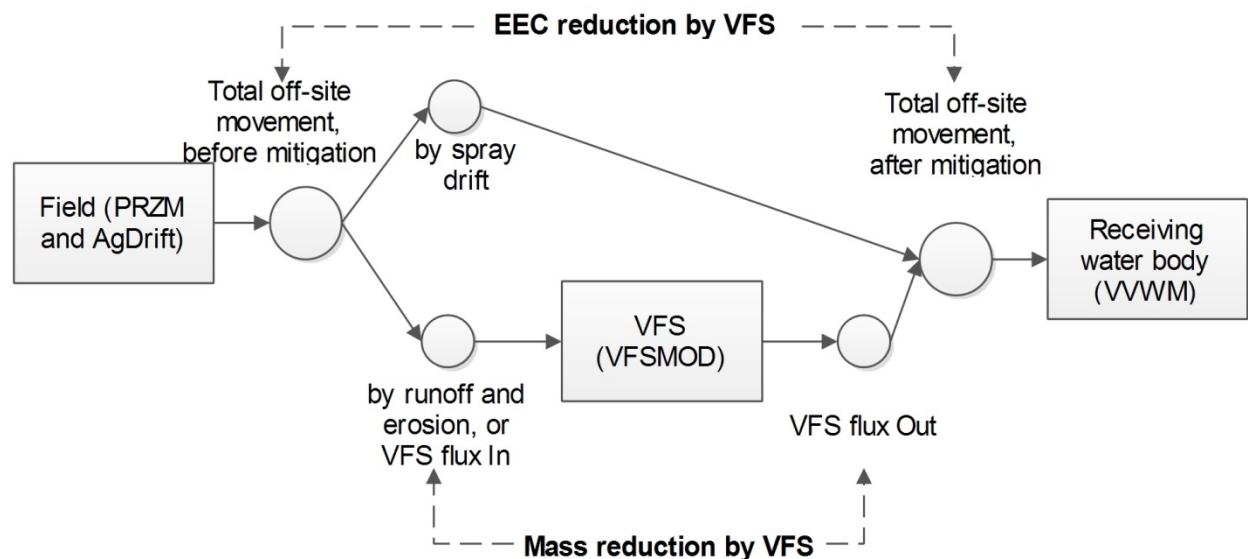 EEC reduction by VFS
Total off-site
movement,
before mitigation
by spray
drift
Total off-site
movement,
after mitigation
Field (PRZM
and AgDrift)
Receiving
water body
(VVWM)
VFS
(VFSMOD)
by runoff and
erosion, or
VFS flux In
VFS flux Out
Mass reduction by VFS